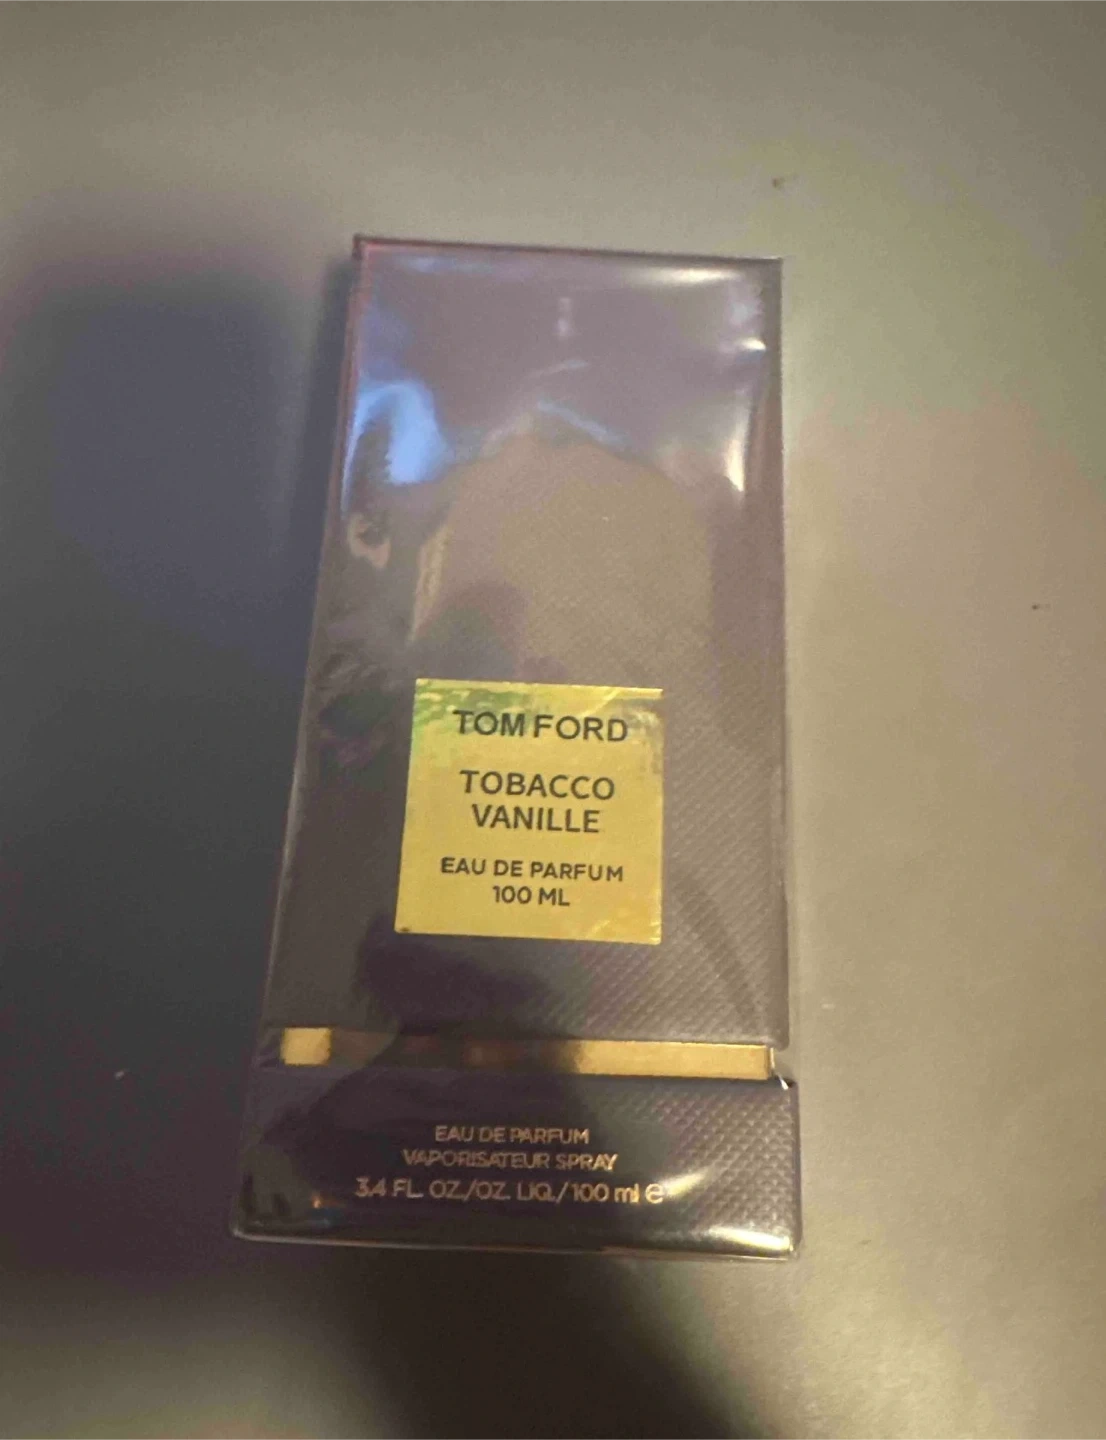 TOM FORD
TOBACCO
VANILLE
EAU DE PARFUM
100 ML
EAU DE PARFUM
VAPORISATEUR SPRAY
3.4 FL. OZ./OZ. LIQ./100 ml ℮